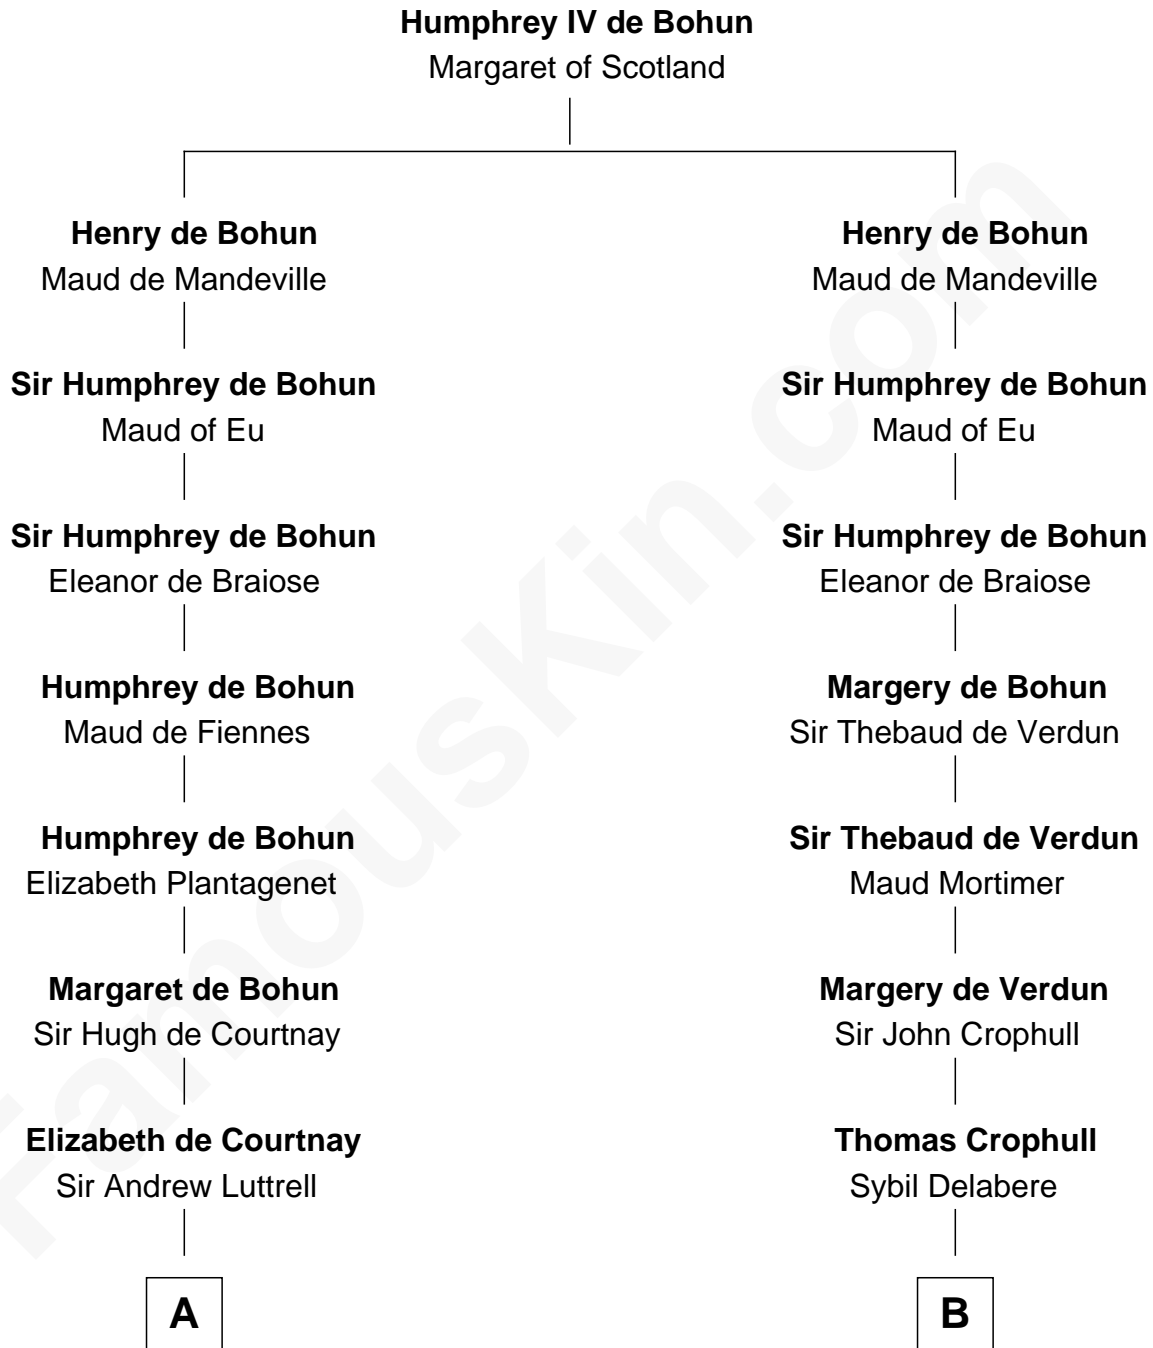 Humphrey IV de Bohun
Margaret of Scotland
Henry de Bohun
Maud de Mandeville
Henry de Bohun
Maud de Mandeville
Sir Humphrey de Bohun
Maud of Eu
Sir Humphrey de Bohun
Maud of Eu
Sir Humphrey de Bohun
Eleanor de Braiose
Sir Humphrey de Bohun
Eleanor de Braiose
Humphrey de Bohun
Maud de Fiennes
Margery de Bohun
Sir Thebaud de Verdun
Humphrey de Bohun
Elizabeth Plantagenet
Sir Thebaud de Verdun
Maud Mortimer
Margaret de Bohun
Sir Hugh de Courtnay
Margery de Verdun
Sir John Crophull
Elizabeth de Courtnay
Sir Andrew Luttrell
Thomas Crophull
Sybil Delabere
A
B
FamousKin.com